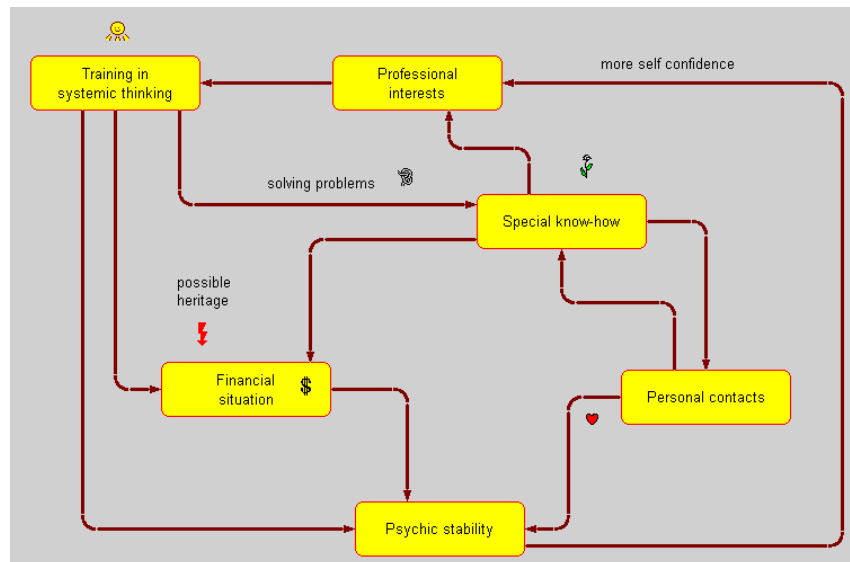 Training in
systemic thinking
Professional
interests
more self confidence
solving problems
Special know-how
possible
heritage
Financial
situation
$
Personal contacts
Psychic stability